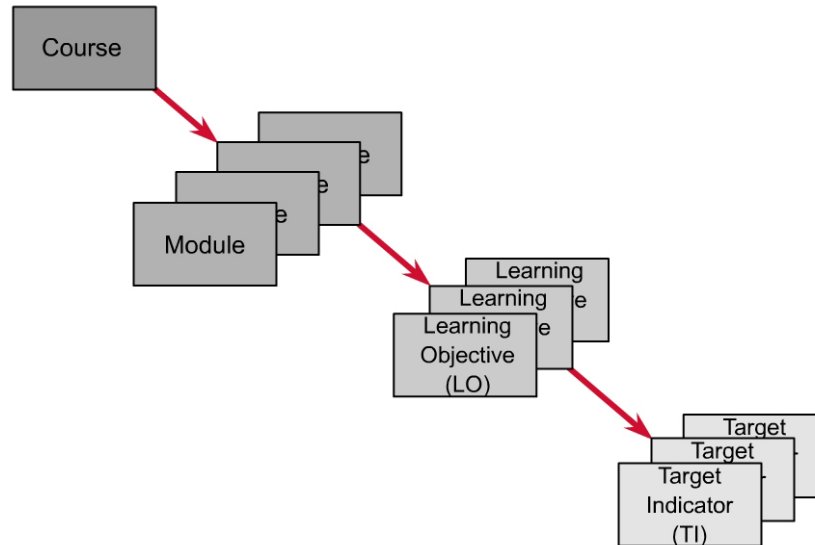 Course
e
e
e
Module
Learning
e
Learning
e
Learning
Objective
(LO)
Target
Target
Target
Indicator
(TI)